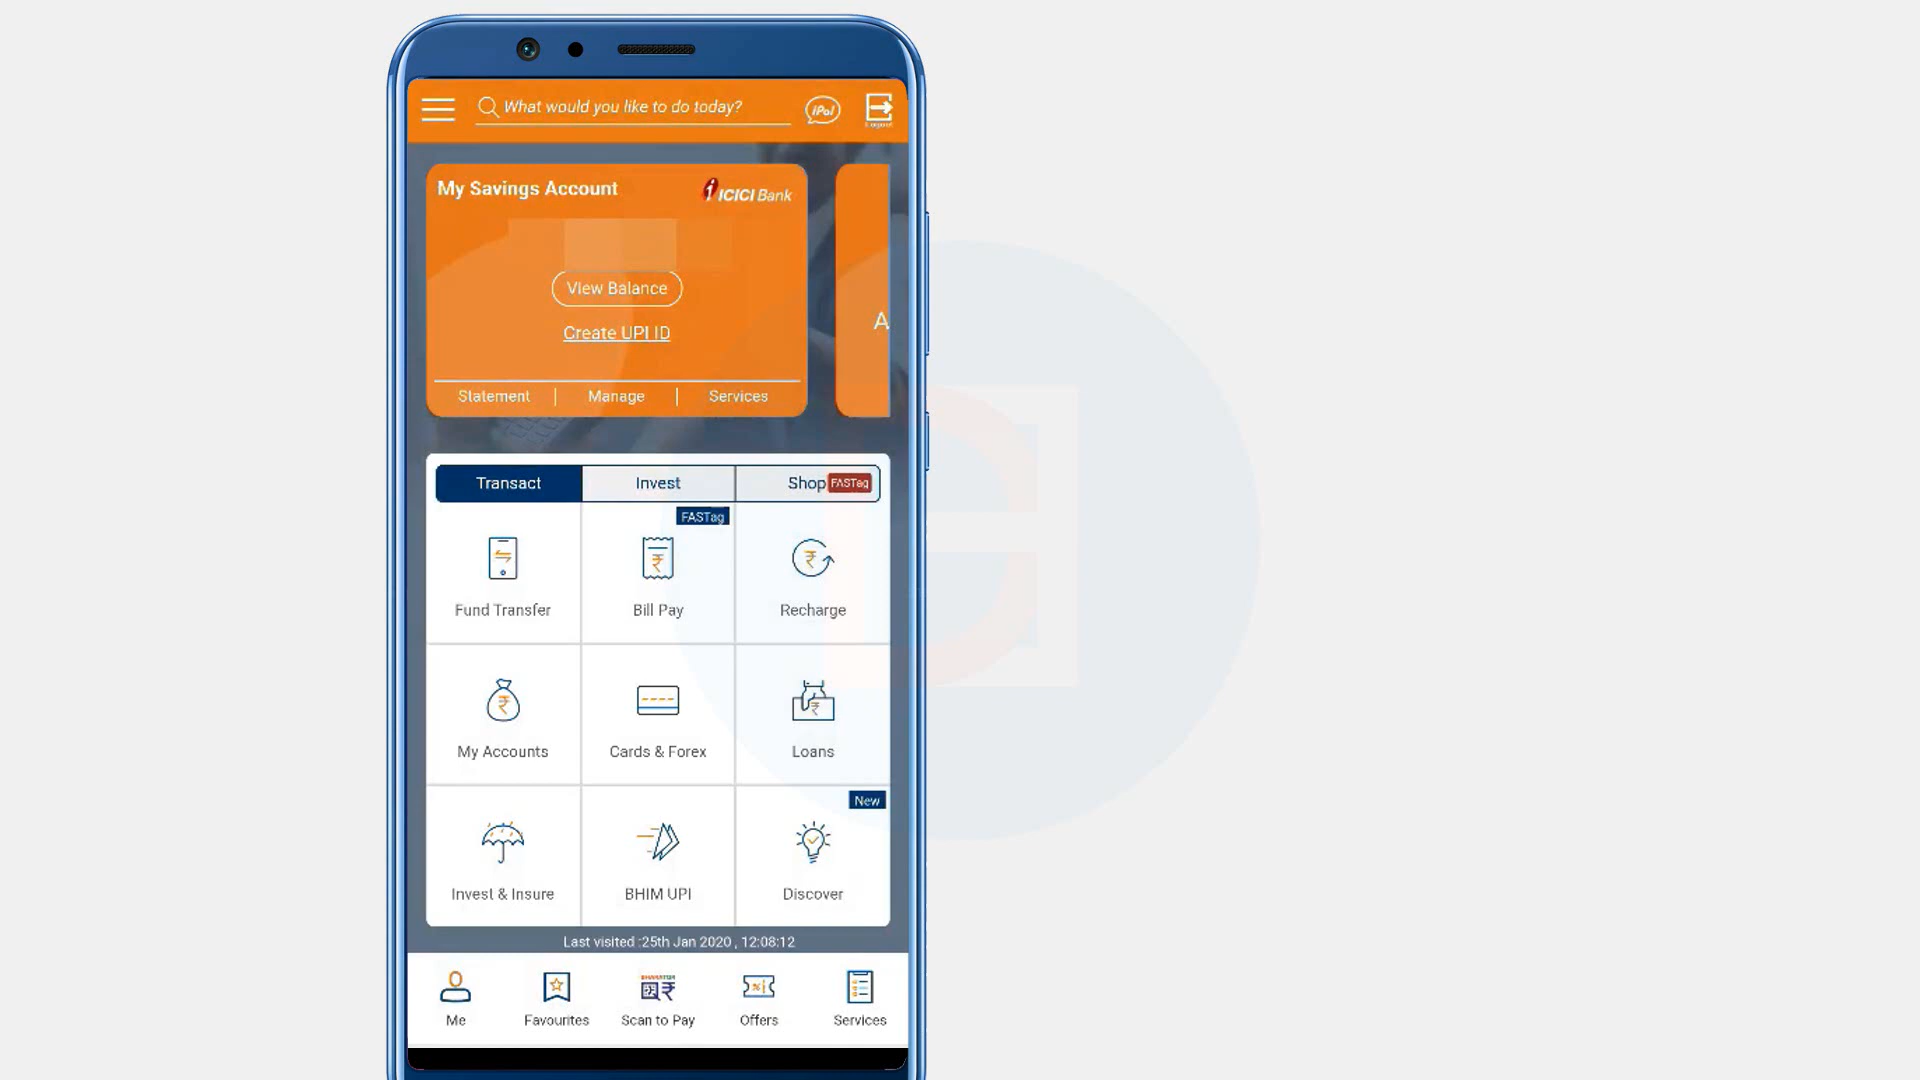 What would you like to do today?
iPal
My Savings Account
ICICI Bank
View Balance
Create UPI ID
Statement | Manage | Services
A
Transact
Invest
Shop
FASTag
FASTag
Fund Transfer
Bill Pay
Recharge
My Accounts
Cards & Forex
Loans
New
Invest & Insure
BHIM UPI
Discover
Last visited :25th Jan 2020 , 12:08:12
Me
Favourites
Scan to Pay
Offers
Services